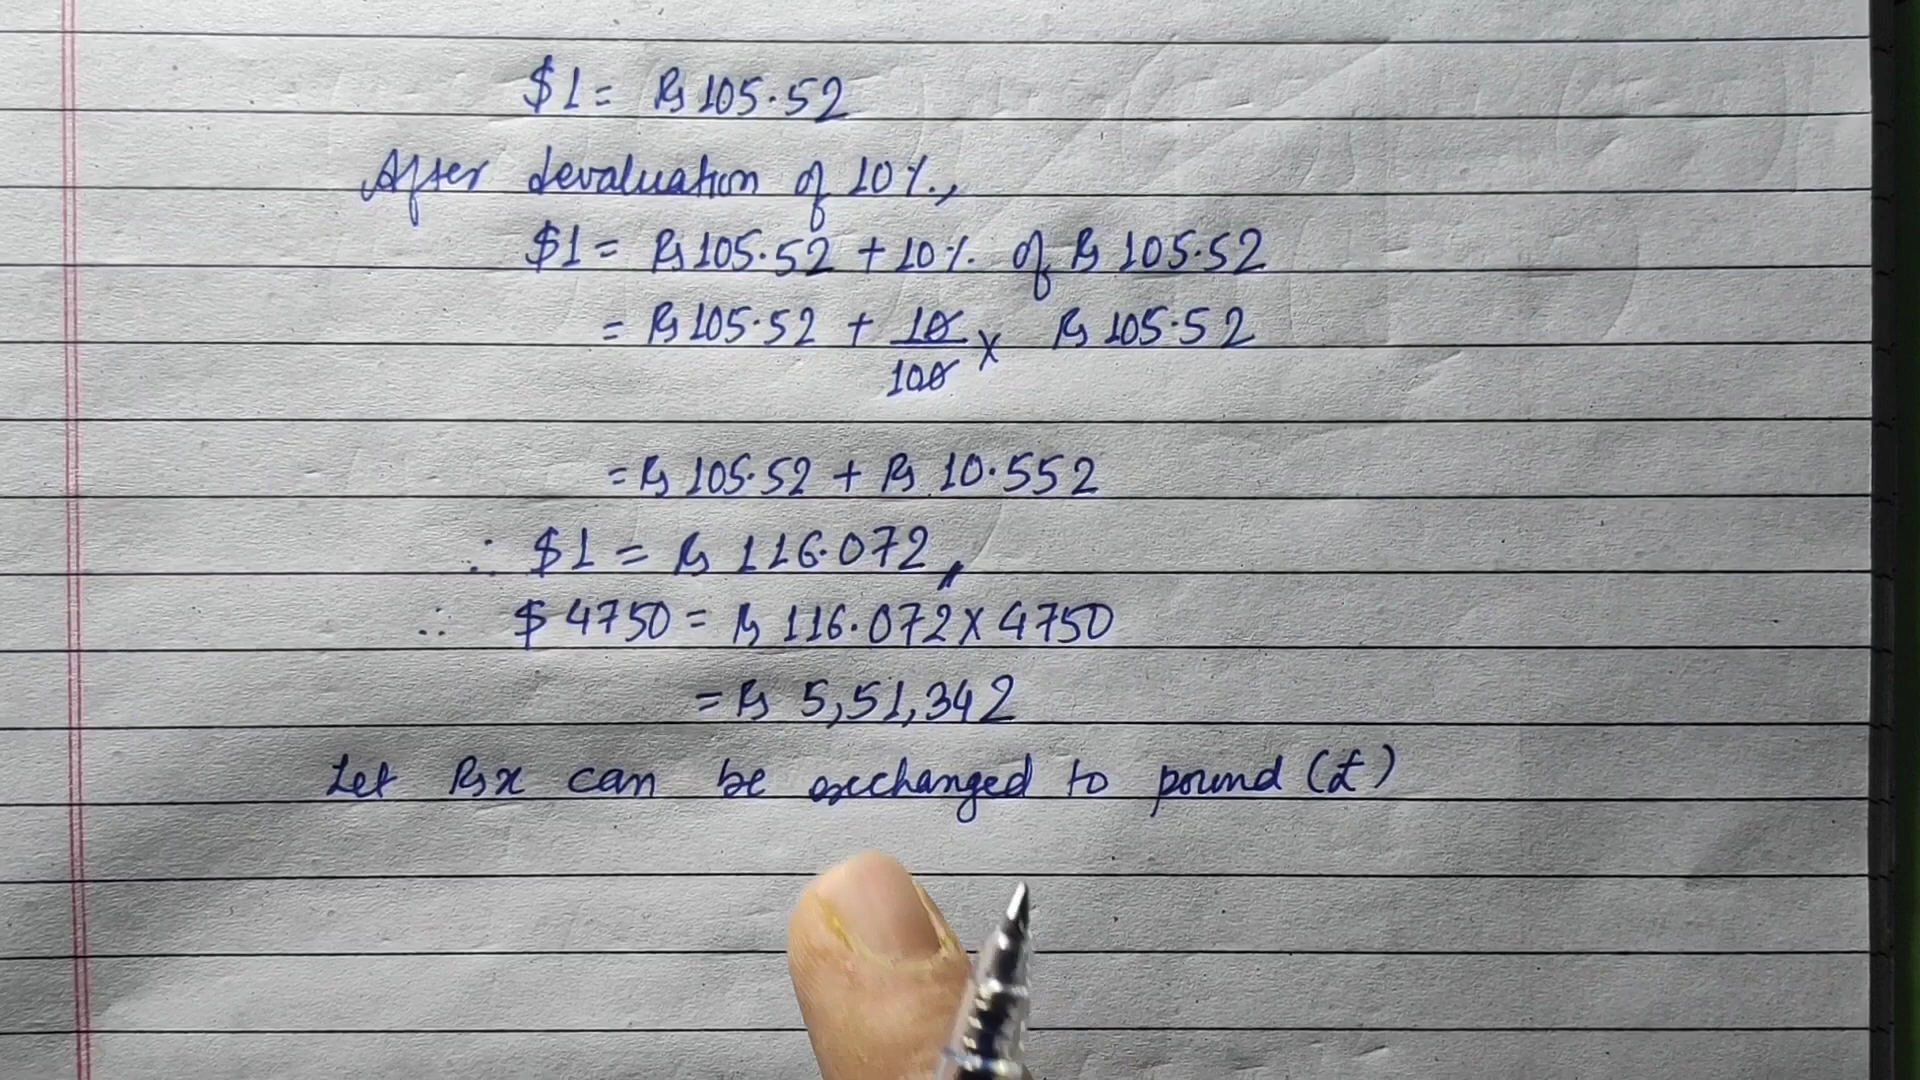 $1 = Rs 105.52
After devaluation of 10%,
$1 = Rs 105.52 + 10% of Rs 105.52
= Rs 105.52 + 10/100 × Rs 105.52
= Rs 105.52 + Rs 10.552
∴ $1 = Rs 116.072
∴ $4750 = Rs 116.072 × 4750
= Rs 5,51,342
Let Rs x can be exchanged to pound (£)